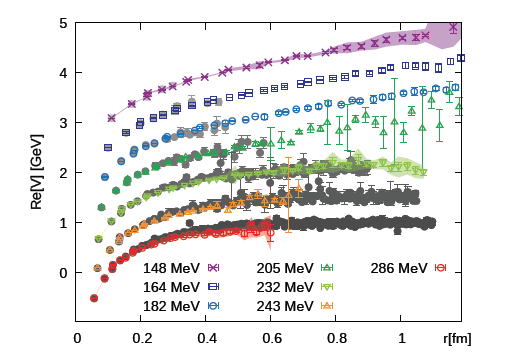 5
4
3
2
1
0
Re[V] [GeV]
148 MeV 205 MeV 286 MeV
164 MeV 232 MeV
182 MeV 243 MeV
0 0.2 0.4 0.6 0.8 1 r[fm]